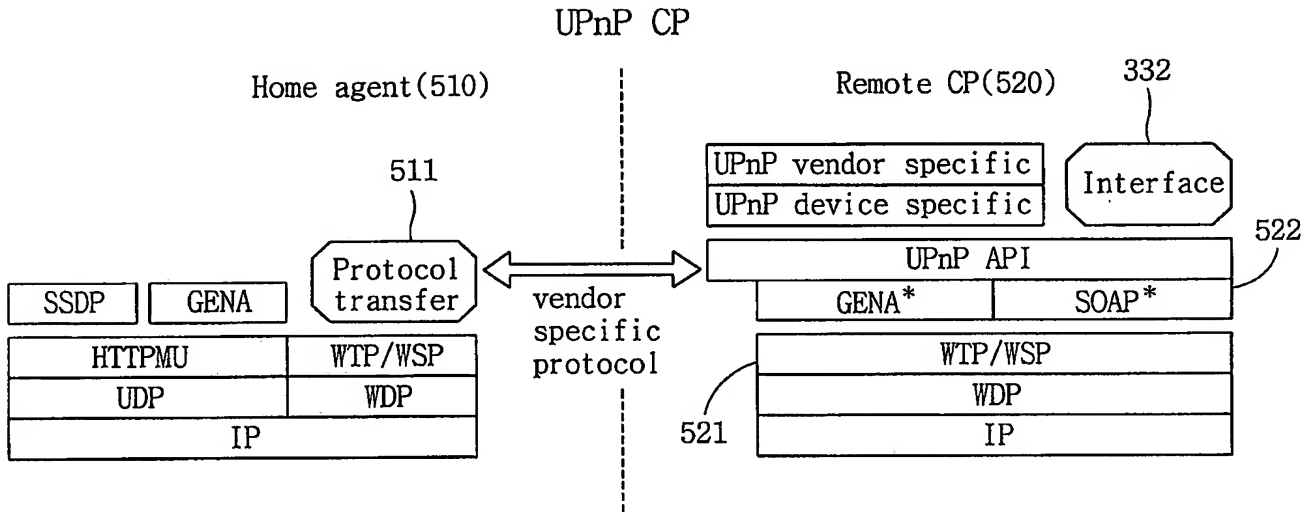 UPnP CP
Home agent(510)
511
Protocol
transfer
SSDP
GENA
HTTPMU
WTP/WSP
UDP
WDP
IP
vendor
specific
protocol
Remote CP(520)
332
UPnP vendor specific
UPnP device specific
Interface
522
UPnP API
GENA*
SOAP*
WTP/WSP
WDP
IP
521